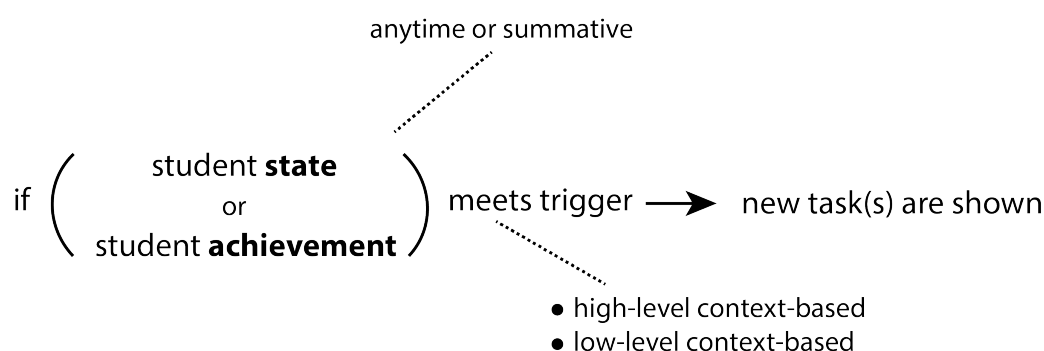 anytime or summative
student state
if
or
meets trigger
new task(s) are shown
student achievement
• high-level context-based
• low-level context-based